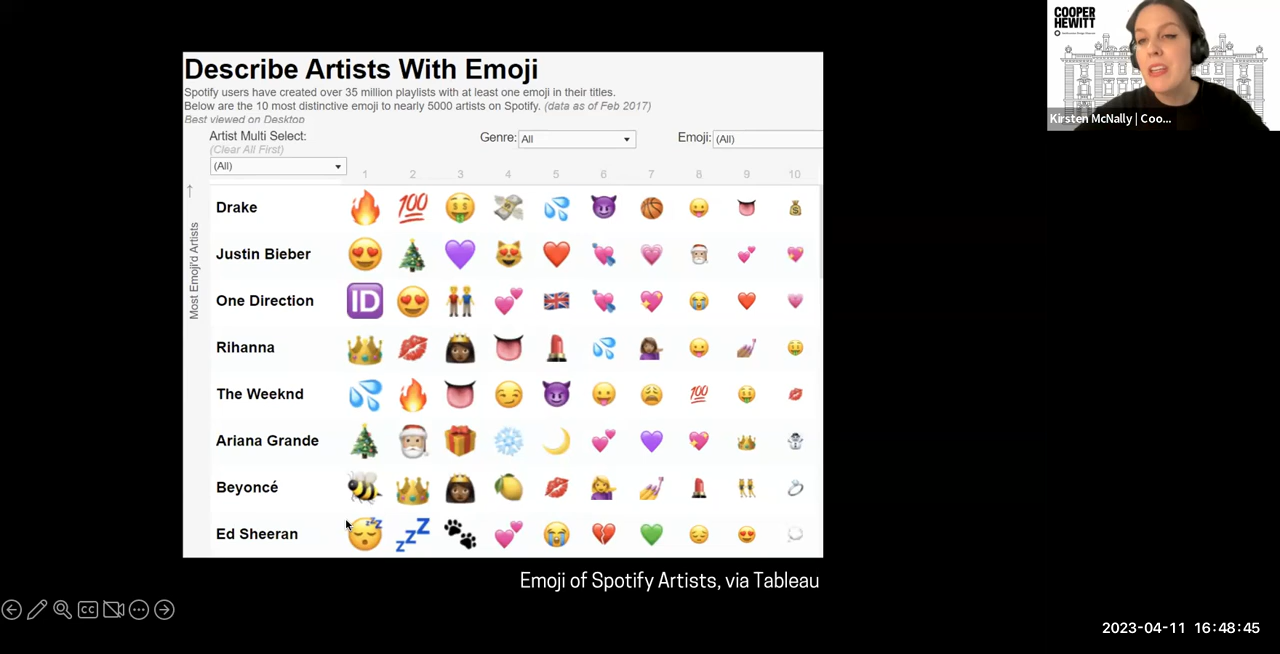 Describe Artists With Emoji
Spotify users have created over 35 million playlists with at least one emoji in their titles.
Below are the 10 most distinctive emoji to nearly 5000 artists on Spotify. (data as of Feb 2017)
Best viewed on Desktop
Artist Multi Select:
(Clear All First)
(All)
Genre: All
Emoji: (All)
1 2 3 4 5 6 7 8 9 10
Most Emoji'd Artists
Drake
Justin Bieber
One Direction
Rihanna
The Weeknd
Ariana Grande
Beyoncé
Ed Sheeran
Emoji of Spotify Artists, via Tableau
COOPER
HEWITT
Kirsten McNally | Coo...
CC
2023-04-11 16:48:45